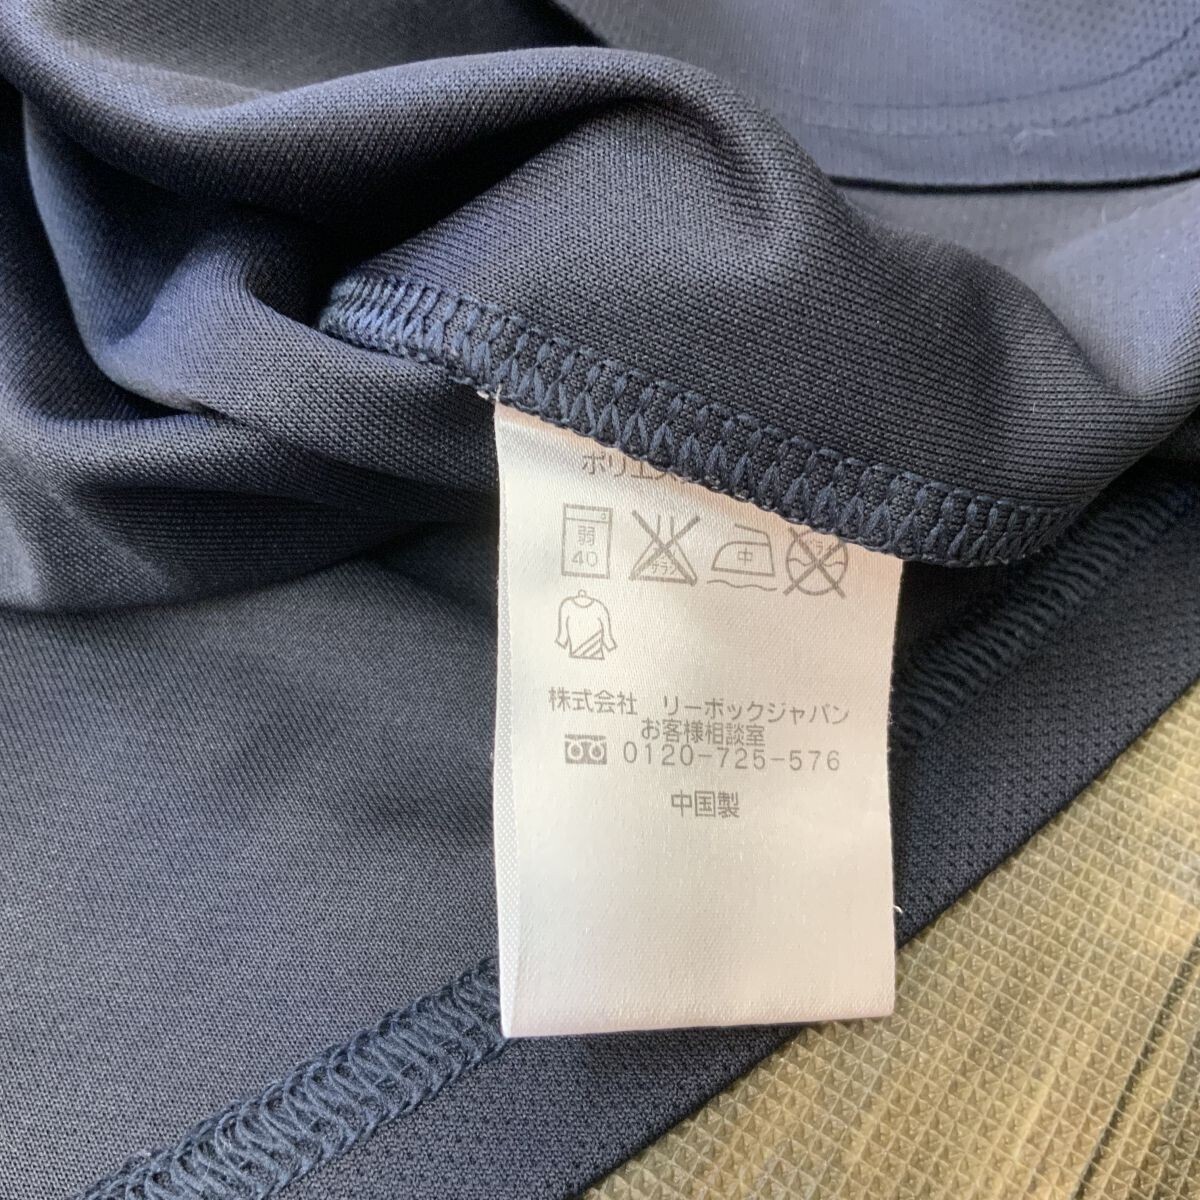 ポリエス
弱 中
40
株式会社 リーボックジャパン
お客様相談室
0120-725-576
中国製